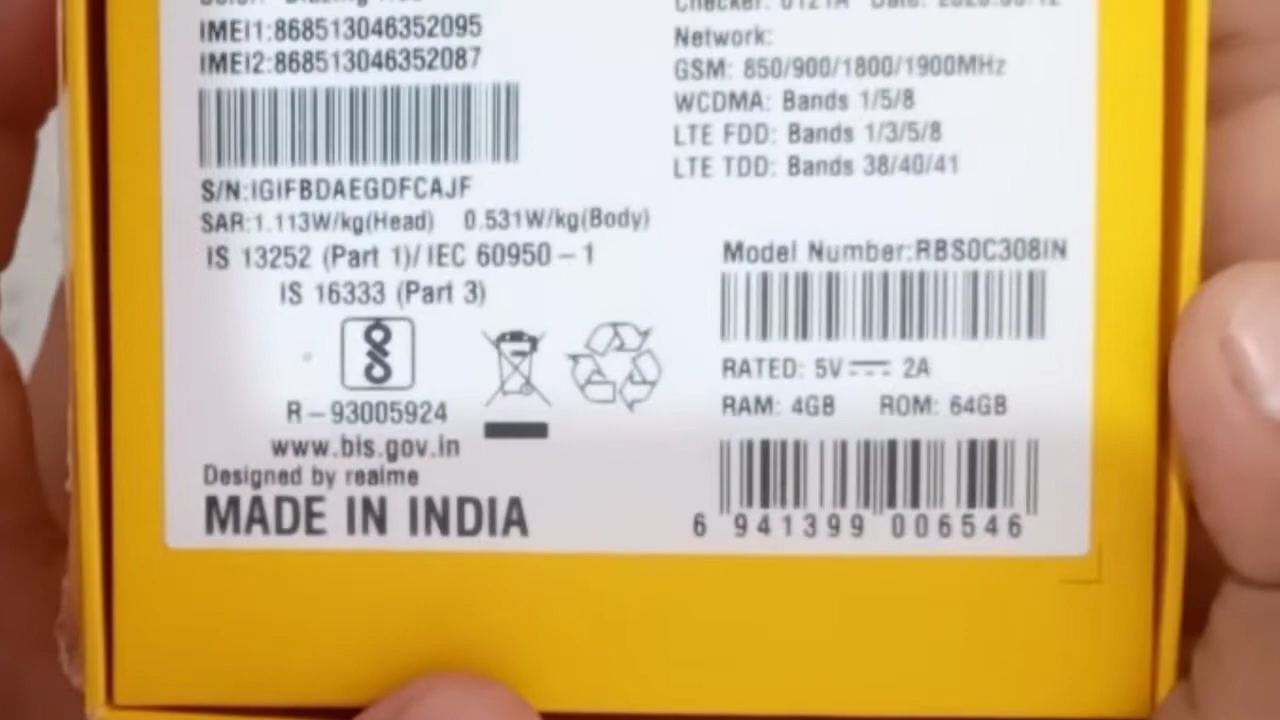 IMEI1:868513046352095
IMEI2:868513046352087
S/N:IGIFBDAEGDFCAJF
SAR:1.113W/kg(Head) 0.531W/kg(Body)
IS 13252 (Part 1)/ IEC 60950-1
IS 16333 (Part 3)
R-93005924
www.bis.gov.in
Designed by realme
MADE IN INDIA
Network:
GSM: 850/900/1800/1900MHz
WCDMA: Bands 1/5/8
LTE FDD: Bands 1/3/5/8
LTE TDD: Bands 38/40/41
Model Number:RBS0C308IN
RATED: 5V 2A
RAM: 4GB ROM: 64GB
6 941399 006546